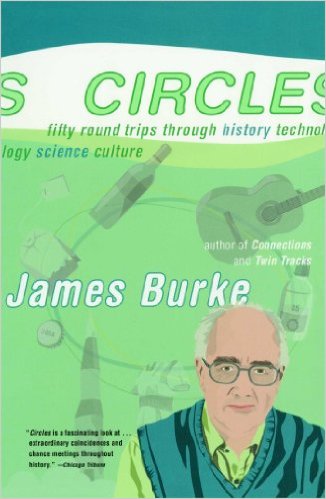 S CIRCLES
fifty round trips through history technol
logy science culture
author of Connections
and Twin Tracks
James Burke
"Circles is a fascinating look at . . .
extraordinary coincidences and
chance meetings throughout
history." —Chicago Tribune